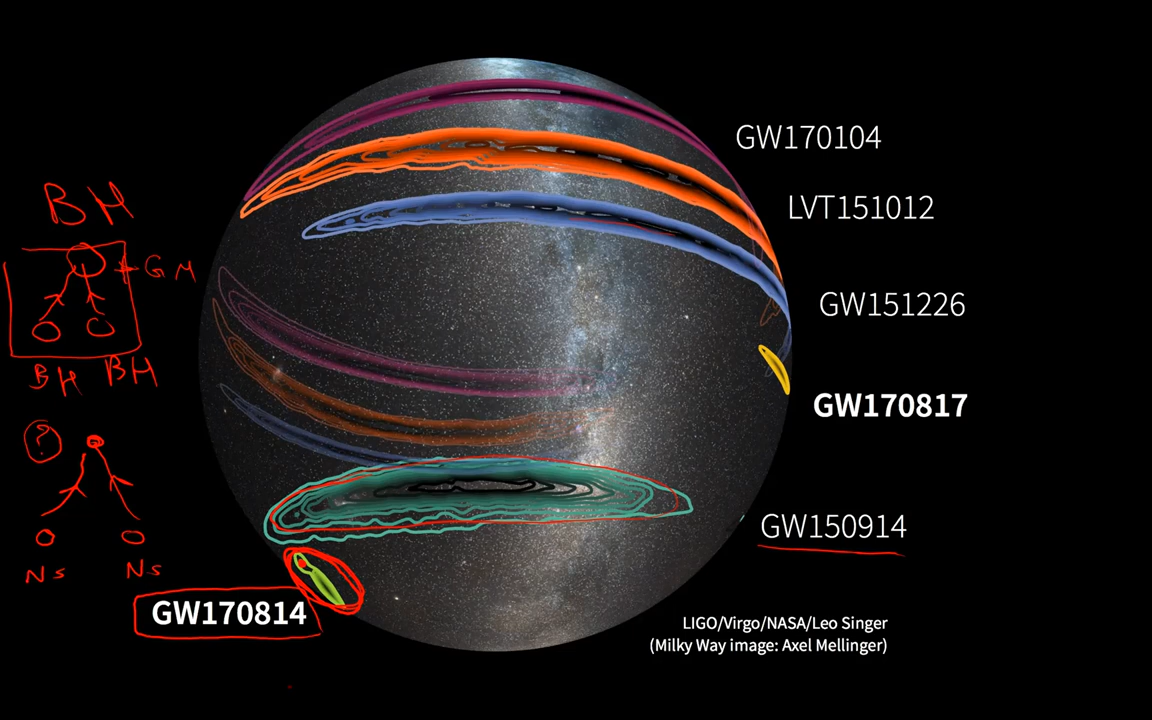 GW170104
LVT151012
BH
GW151226
BH BH
GW170817
?
GW150914
NS NS
GW170814
LIGO/Virgo/NASA/Leo Singer
(Milky Way image: Axel Mellinger)